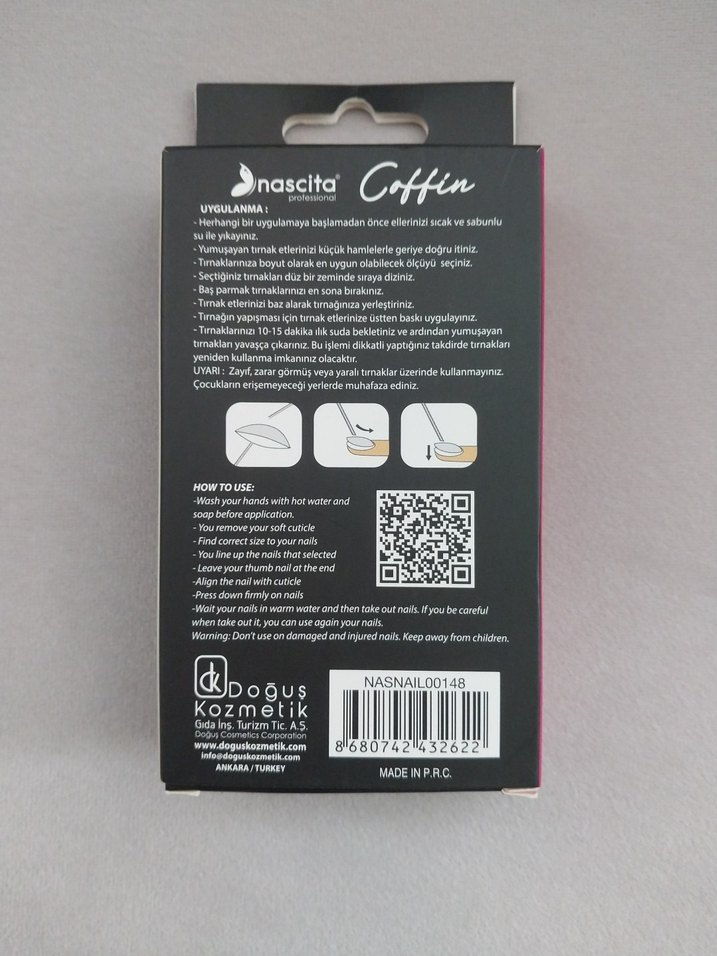 nascita® Coffin
professional
UYGULANMA :
- Herhangi bir uygulamaya başlamadan önce ellerinizi sıcak ve sabunlu
su ile yıkayınız.
- Yumuşayan tırnak etlerinizi küçük hamlelerle geriye doğru itiniz.
- Tırnaklarınıza boyut olarak en uygun olabilecek ölçüyü seçiniz.
- Seçtiğiniz tırnakları düz bir zeminde sıraya diziniz.
- Baş parmak tırnaklarınızı en sona bırakınız.
- Tırnak etlerinizi baz alarak tırnağınıza yerleştiriniz.
- Tırnağın yapışması için tırnak etlerinize üstten baskı uygulayınız.
- Tırnaklarınızı 10-15 dakika ılık suda bekletiniz ve ardından yumuşayan
tırnakları yavaşça çıkarınız. Bu işlemi dikkatli yaptığınız takdirde tırnakları
yeniden kullanma imkanınız olacaktır.
UYARI : Zayıf, zarar görmüş veya yaralı tırnaklar üzerinde kullanmayınız.
Çocukların erişemeyeceği yerlerde muhafaza ediniz.
HOW TO USE:
-Wash your hands with hot water and
soap before application.
- You remove your soft cuticle
- Find correct size to your nails
- You line up the nails that selected
- Leave your thumb nail at the end
-Align the nail with cuticle
-Press down firmly on nails
-Wait your nails in warm water and then take out nails. If you be careful
when take out it, you can use again your nails.
Warning: Don't use on damaged and injured nails. Keep away from children.
dk Doğuş
Kozmetik
Gıda İnş. Turizm Tic. A.Ş.
Doğuş Cosmetics Corporation
www.doguskozmetik.com
info@doguskozmetik.com
ANKARA / TURKEY
NASNAIL00148
8 680742 432622
MADE IN P.R.C.